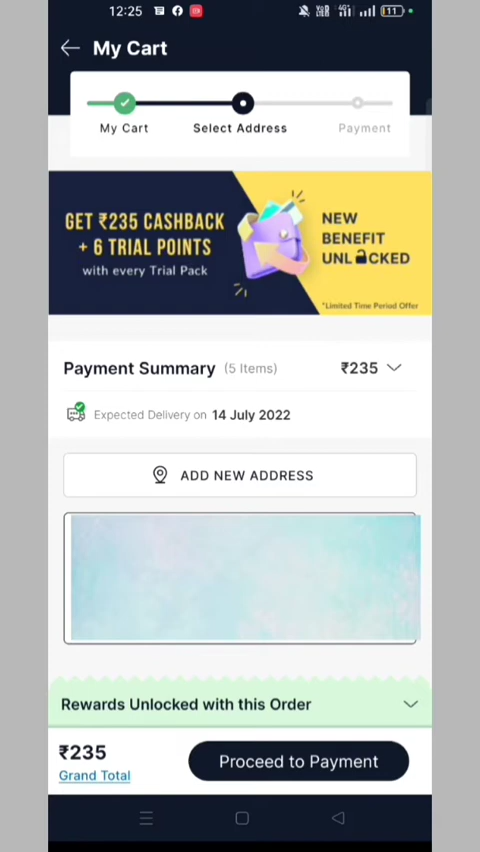 12:25
4G+
11
My Cart
My Cart
Select Address
Payment
GET ₹235 CASHBACK
+ 6 TRIAL POINTS
with every Trial Pack
NEW
BENEFIT
UNLOCKED
*Limited Time Period Offer
Payment Summary (5 Items) ₹235
Expected Delivery on 14 July 2022
ADD NEW ADDRESS
Rewards Unlocked with this Order
₹235
Grand Total
Proceed to Payment